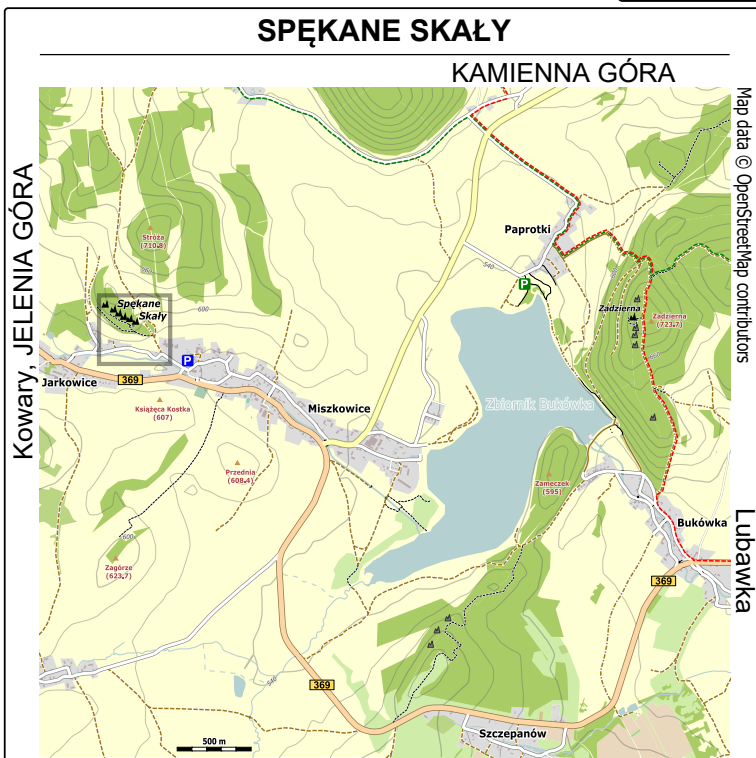 SPĘKANE SKAŁY
KAMIENNA GÓRA
Map data © OpenStreetMap contributors
Kowary, JELENIA GÓRA
Lubawka
Paprotki
Stróża
(710.8)
660
540
P
600
Spękane
Skały
Zadzierna
Zadzierna
(723.7)
660
P
369
Jarkowice
Zbiornik Bukówka
Miszkowice
Książęca Kostka
(607)
Przednia
(608.4)
Zameczek
(595)
Bukówka
600
Zagórze
(623.7)
369
540
369
Szczepanów
500 m